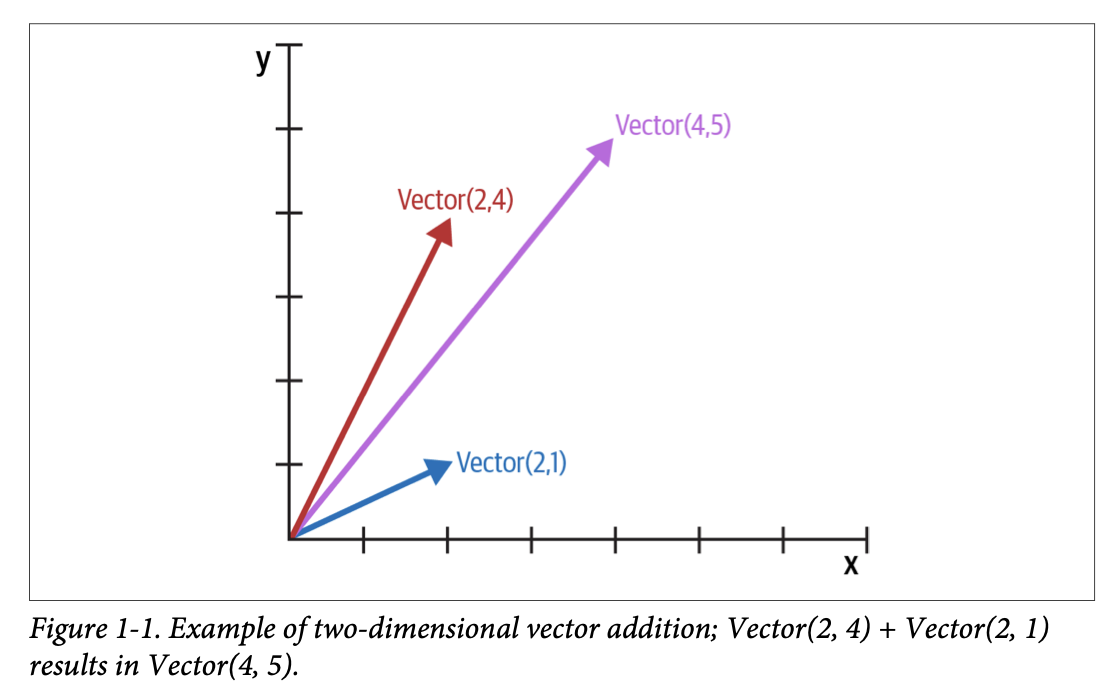 y
Vector(4,5)
Vector(2,4)
Vector(2,1)
x
Figure 1-1. Example of two-dimensional vector addition; Vector(2, 4) + Vector(2, 1)
results in Vector(4, 5).